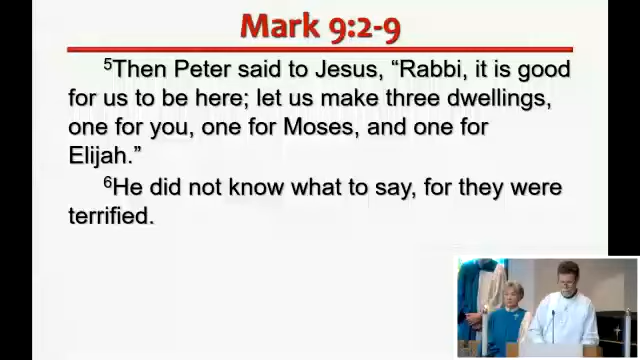 Mark 9:2-9
⁵Then Peter said to Jesus, “Rabbi, it is good
for us to be here; let us make three dwellings,
one for you, one for Moses, and one for
Elijah.”
⁶He did not know what to say, for they were
terrified.